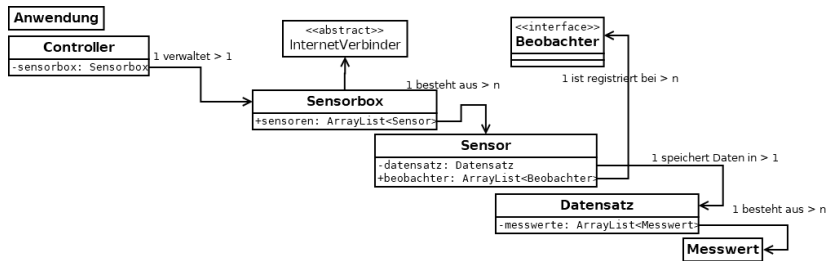 Anwendung
Controller
-sensorbox: Sensorbox
1 verwaltet > 1
<<abstract>>
InternetVerbinder
<<interface>>
Beobachter
1 besteht aus > n
1 ist registriert bei > n
Sensorbox
+sensoren: ArrayList<Sensor>
Sensor
-datensatz: Datensatz
+beobachter: ArrayList<Beobachter>
1 speichert Daten in > 1
Datensatz
-messwerte: ArrayList<Messwert>
1 besteht aus > n
Messwert